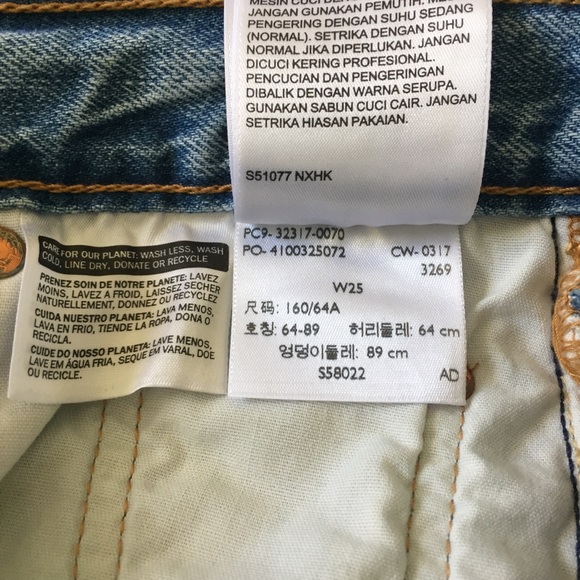 MESIN CUCI DEN
JANGAN GUNAKAN PEMUTIH.
PENGERING DENGAN SUHU SEDANG
(NORMAL). SETRIKA DENGAN SUHU
NORMAL JIKA DIPERLUKAN. JANGAN
DICUCI KERING PROFESIONAL.
PENCUCIAN DAN PENGERINGAN
DIBALIK DENGAN WARNA SERUPA.
GUNAKAN SABUN CUCI CAIR. JANGAN
SETRIKA HIASAN PAKAIAN.
S51077 NXHK
CARE FOR OUR PLANET: WASH LESS, WASH
COLD, LINE DRY, DONATE OR RECYCLE
PRENEZ SOIN DE NOTRE PLANETE: LAVEZ
MOINS, LAVEZ A FROID, LAISSEZ SECHER
NATURELLEMENT, DONNEZ OU RECYCLEZ
CUIDA NUESTRO PLANETA: LAVA MENOS,
LAVA EN FRIO, TIENDE LA ROPA, DONA O
RECICLA.
CUIDE DO NOSSO PLANETA: LAVE MENOS,
LAVE EM ÁGUA FRIA, SEQUE EM VARAL, DOE
OU RECICLE.
PC9- 32317-0070
PO- 4100325072 CW- 0317
3269
W25
尺码: 160/64A
호칭: 64-89 허리둘레: 64 cm
엉덩이둘레: 89 cm
S58022 AD